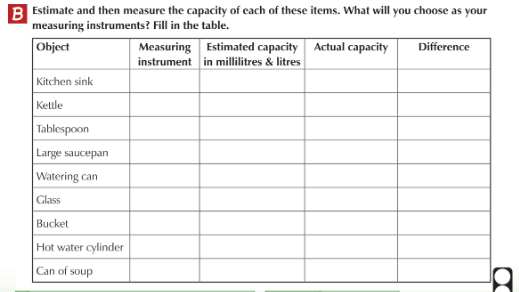 B Estimate and then measure the capacity of each of these items. What will you choose as your
measuring instruments? Fill in the table.
Object Measuring instrument Estimated capacity in millilitres & litres Actual capacity Difference
Kitchen sink
Kettle
Tablespoon
Large saucepan
Watering can
Glass
Bucket
Hot water cylinder
Can of soup